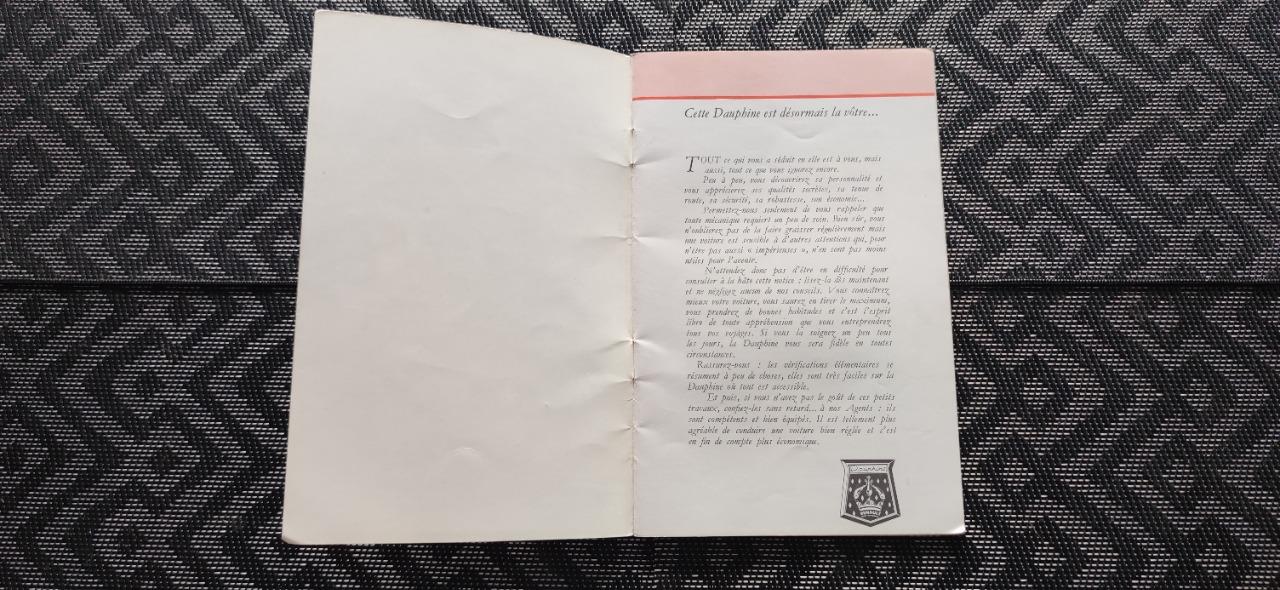 Cette Dauphine est désormais la vôtre...
TOUT ce qui vous a séduit en elle est à vous, mais
aussi, tout ce que vous ignorez encore.
Peu à peu, vous découvrirez sa personnalité et
vous apprécierez ses qualités secrètes, sa tenue de
route, sa sécurité, sa robustesse, son économie...
Permettez-nous seulement de vous rappeler que
toute mécanique requiert un peu de soin. Bien sûr, vous
n'oublierez pas de la faire graisser régulièrement mais
une voiture est sensible à d'autres attentions qui, pour
n'être pas aussi « impérieuses », n'en sont pas moins
utiles pour l'avenir.
N'attendez donc pas d'être en difficulté pour
consulter à la hâte cette notice : lisez-la dès maintenant
et ne négligez aucun de nos conseils. Vous connaîtrez
mieux votre voiture, vous saurez en tirer le maximum,
vous prendrez de bonnes habitudes et c'est l'esprit
libre de toute appréhension que vous entreprendrez
tous vos voyages. Si vous la soignez un peu tous
les jours, la Dauphine vous sera fidèle en toutes
circonstances.
Rassurez-vous : les vérifications élémentaires se
résument à peu de choses, elles sont très faciles sur la
Dauphine où tout est accessible.
Et puis, si vous n'avez pas le goût de ces petits
travaux, confiez-les sans retard... à nos Agents : ils
sont compétents et bien équipés. Il est tellement plus
agréable de conduire une voiture bien réglée et c'est
en fin de compte plus économique.
Dauphine
RENAULT